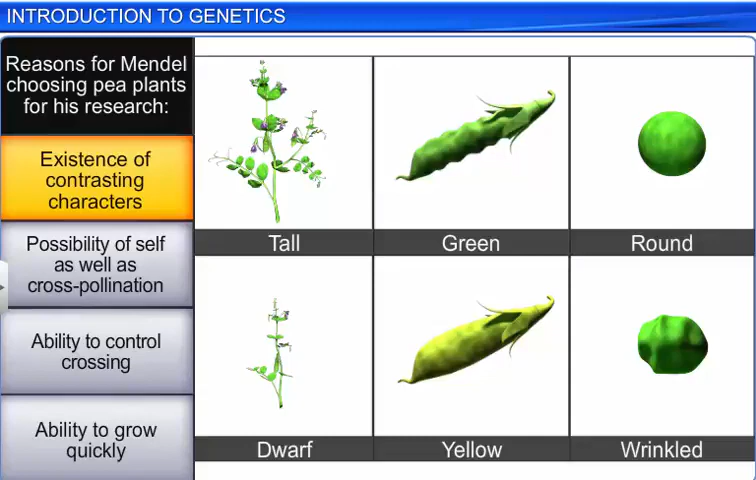 INTRODUCTION TO GENETICS
Reasons for Mendel
choosing pea plants
for his research:
Existence of
contrasting
characters
Possibility of self
as well as
cross-pollination
Ability to control
crossing
Ability to grow
quickly
Tall
Green
Round
Dwarf
Yellow
Wrinkled